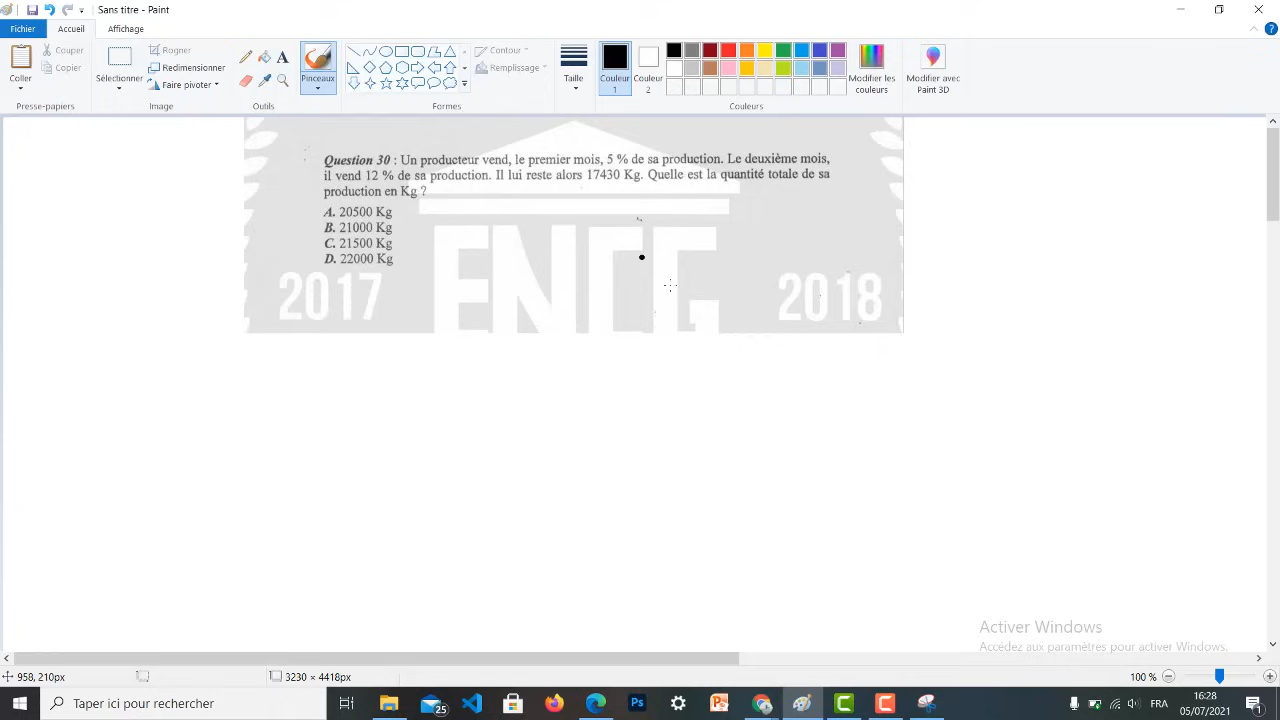 Sans titre - Paint
Fichier
Accueil
Affichage
Coller
Couper
Copier
Presse-papiers
Sélectionner
Rogner
Redimensionner
Faire pivoter
Image
Outils
Pinceaux
Contour
Remplissage
Formes
Taille
Couleur 1
Couleur 2
Couleurs
Modifier les couleurs
Modifier avec Paint 3D
Question 30 : Un producteur vend, le premier mois, 5 % de sa production. Le deuxième mois,
il vend 12 % de sa production. Il lui reste alors 17430 Kg. Quelle est la quantité totale de sa
production en Kg ?
A. 20500 Kg
B. 21000 Kg
C. 21500 Kg
D. 22000 Kg
2017 ENCG 2018
Activer Windows
Accédez aux paramètres pour activer Windows.
958, 210px
3230 × 4418px
100 %
Taper ici pour rechercher
25
Ps
FRA
16:28
05/07/2021
1